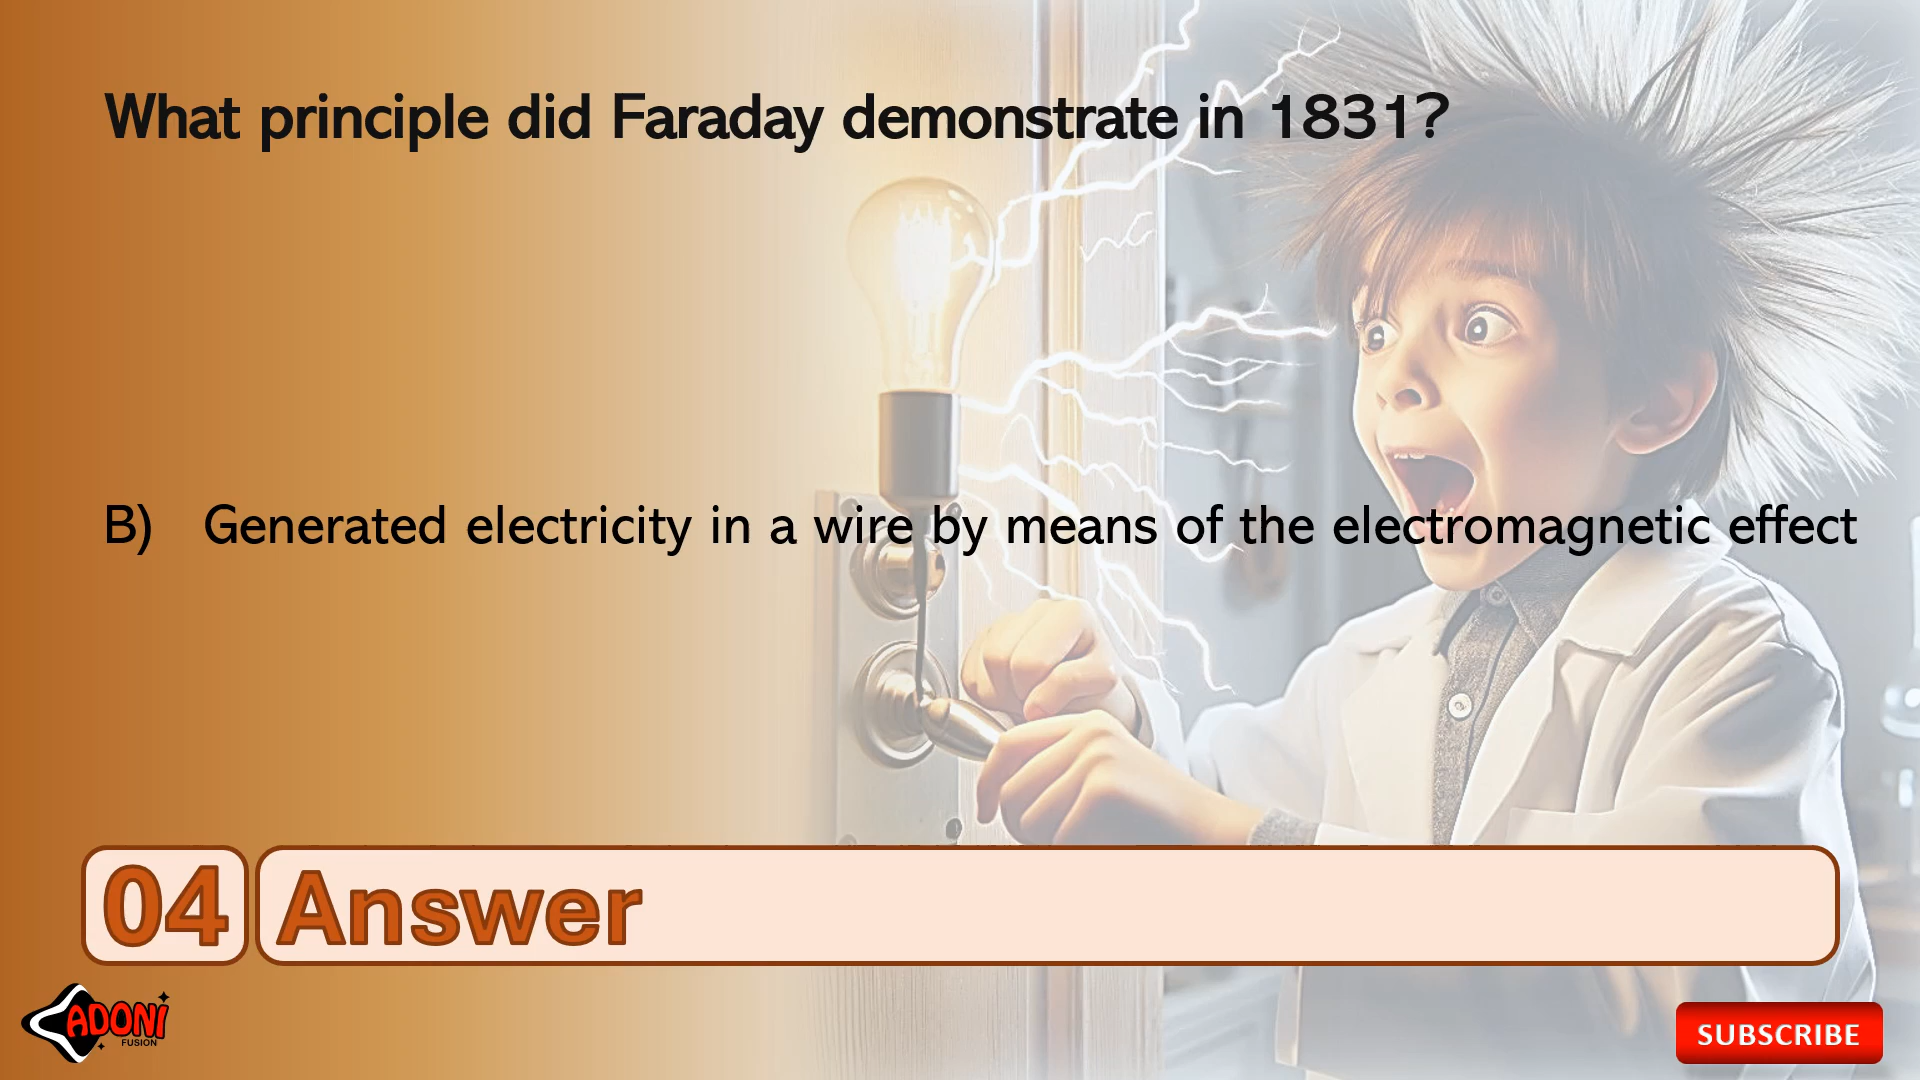 What principle did Faraday demonstrate in 1831?
B) Generated electricity in a wire by means of the electromagnetic effect
04 Answer
ADONI
FUSION
SUBSCRIBE